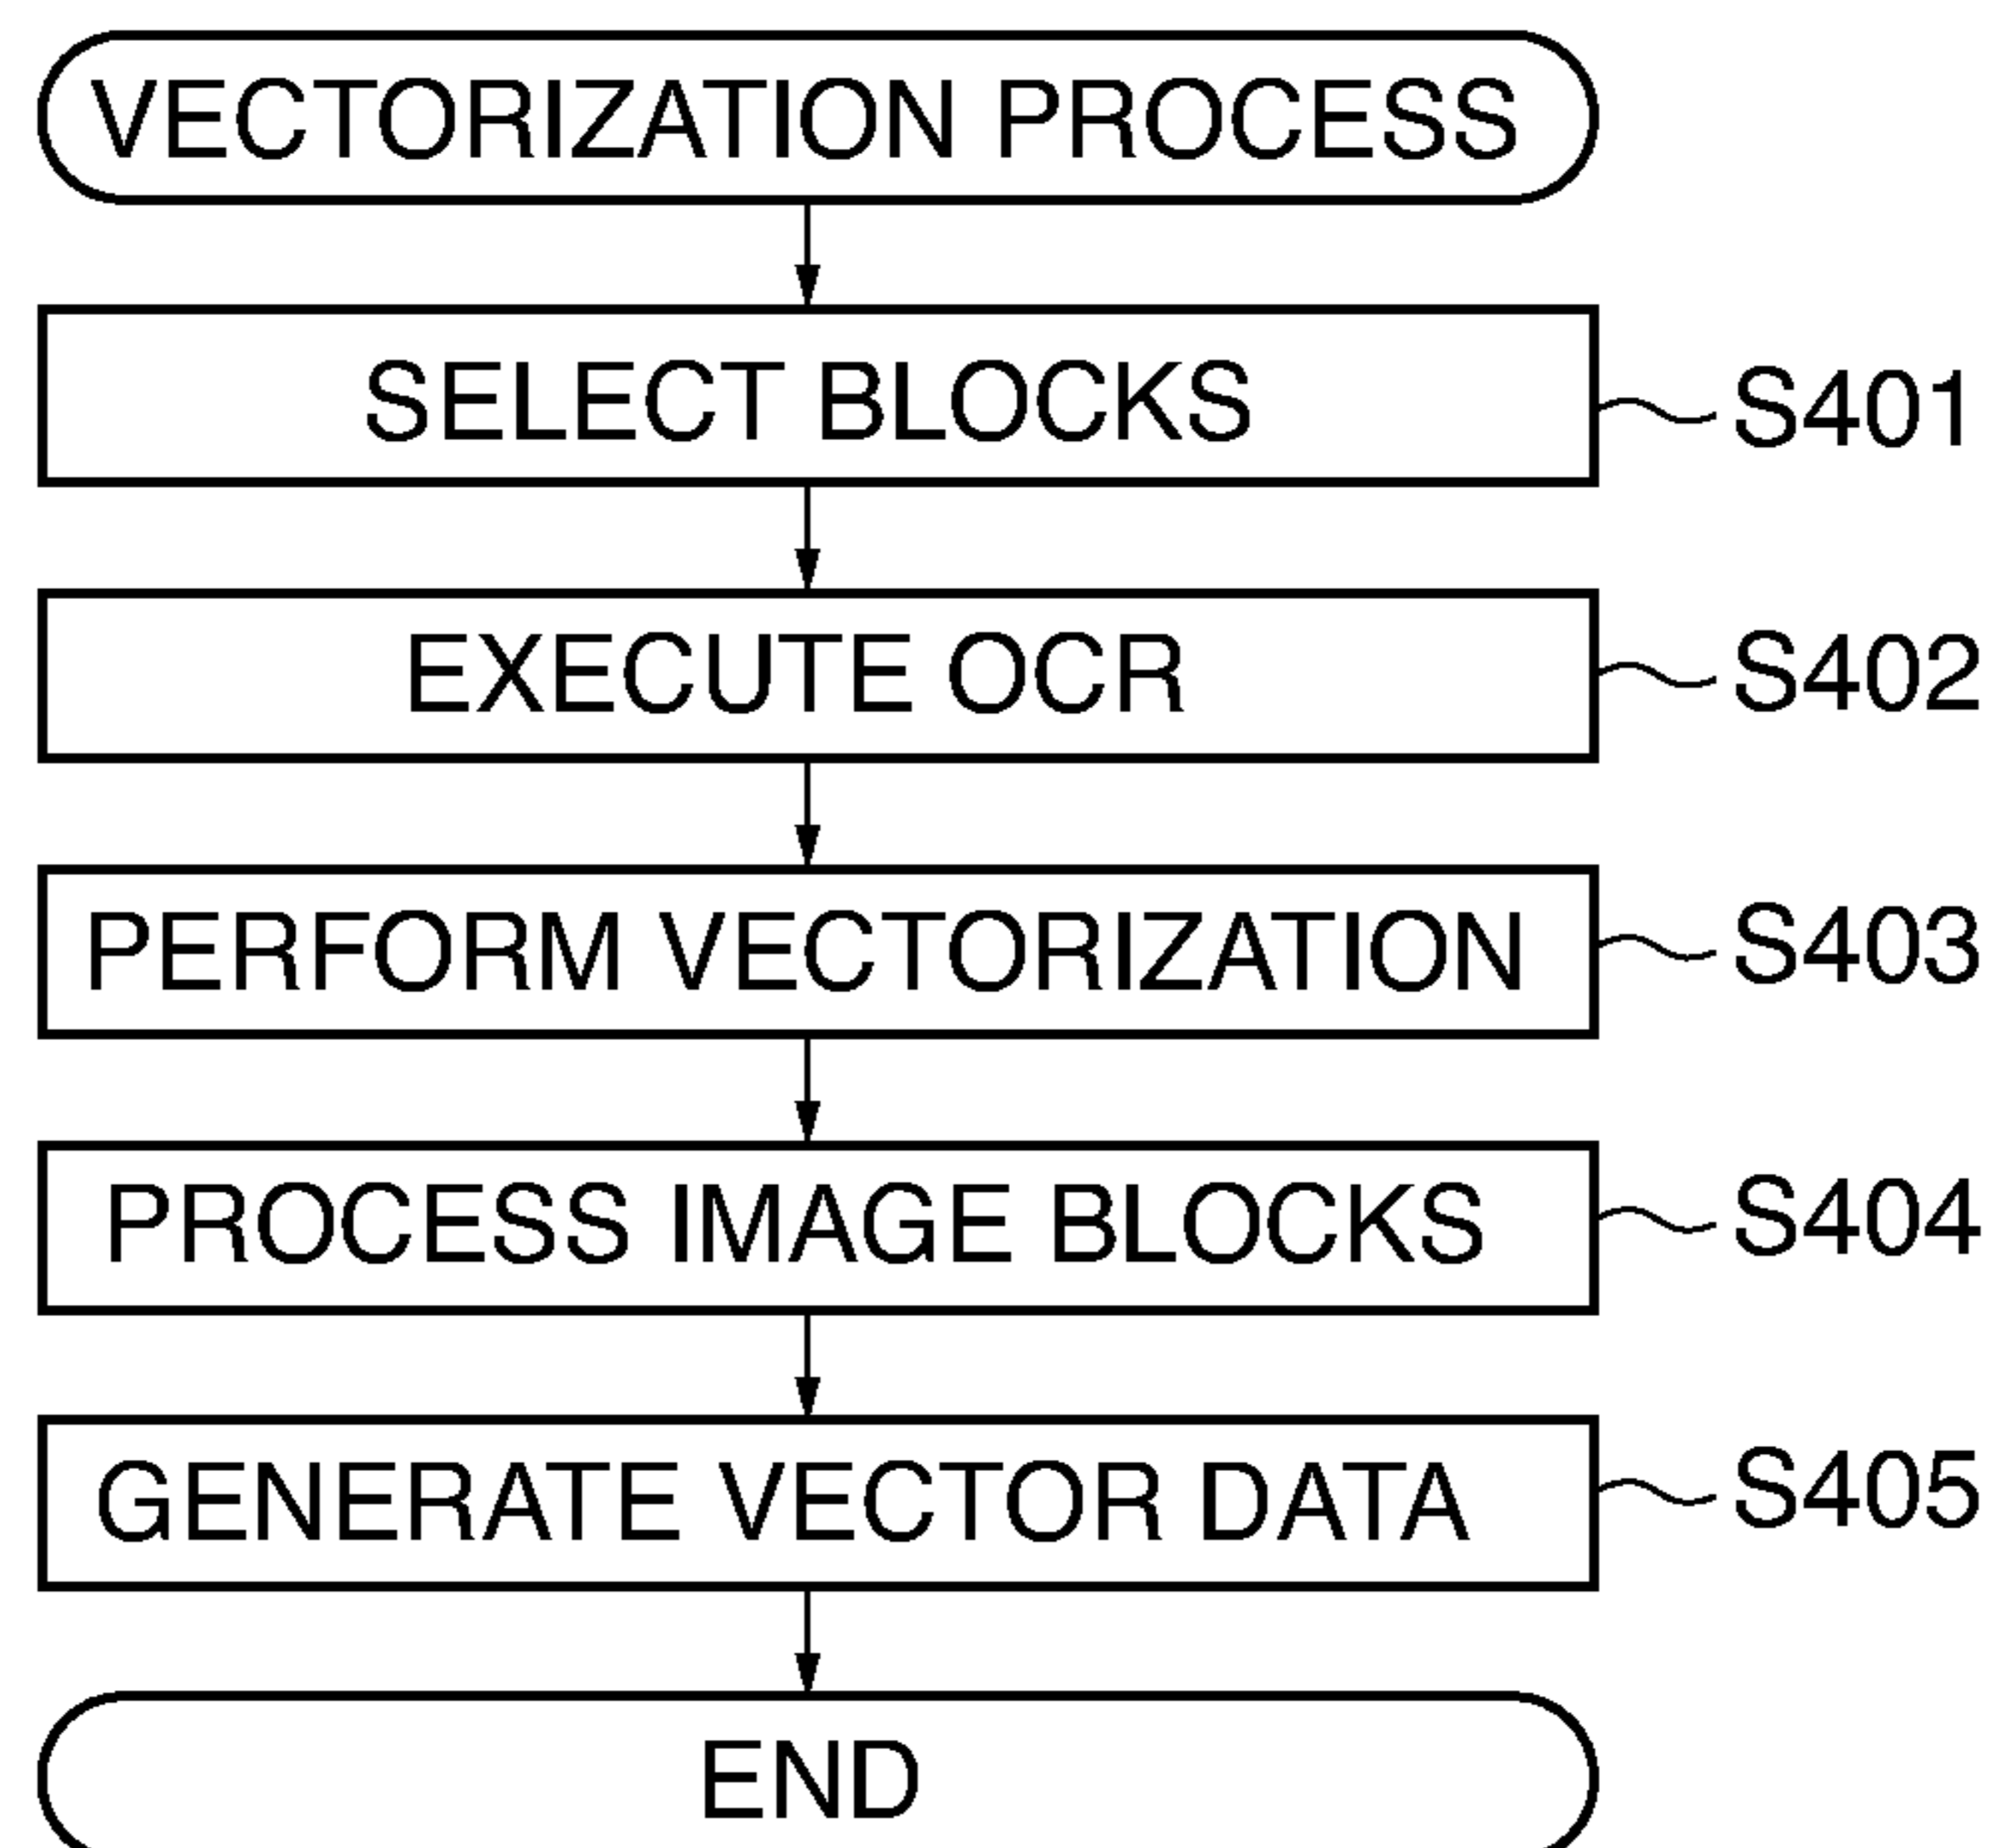 VECTORIZATION PROCESS
SELECT BLOCKS
S401
EXECUTE OCR
S402
PERFORM VECTORIZATION
S403
PROCESS IMAGE BLOCKS
S404
GENERATE VECTOR DATA
S405
END